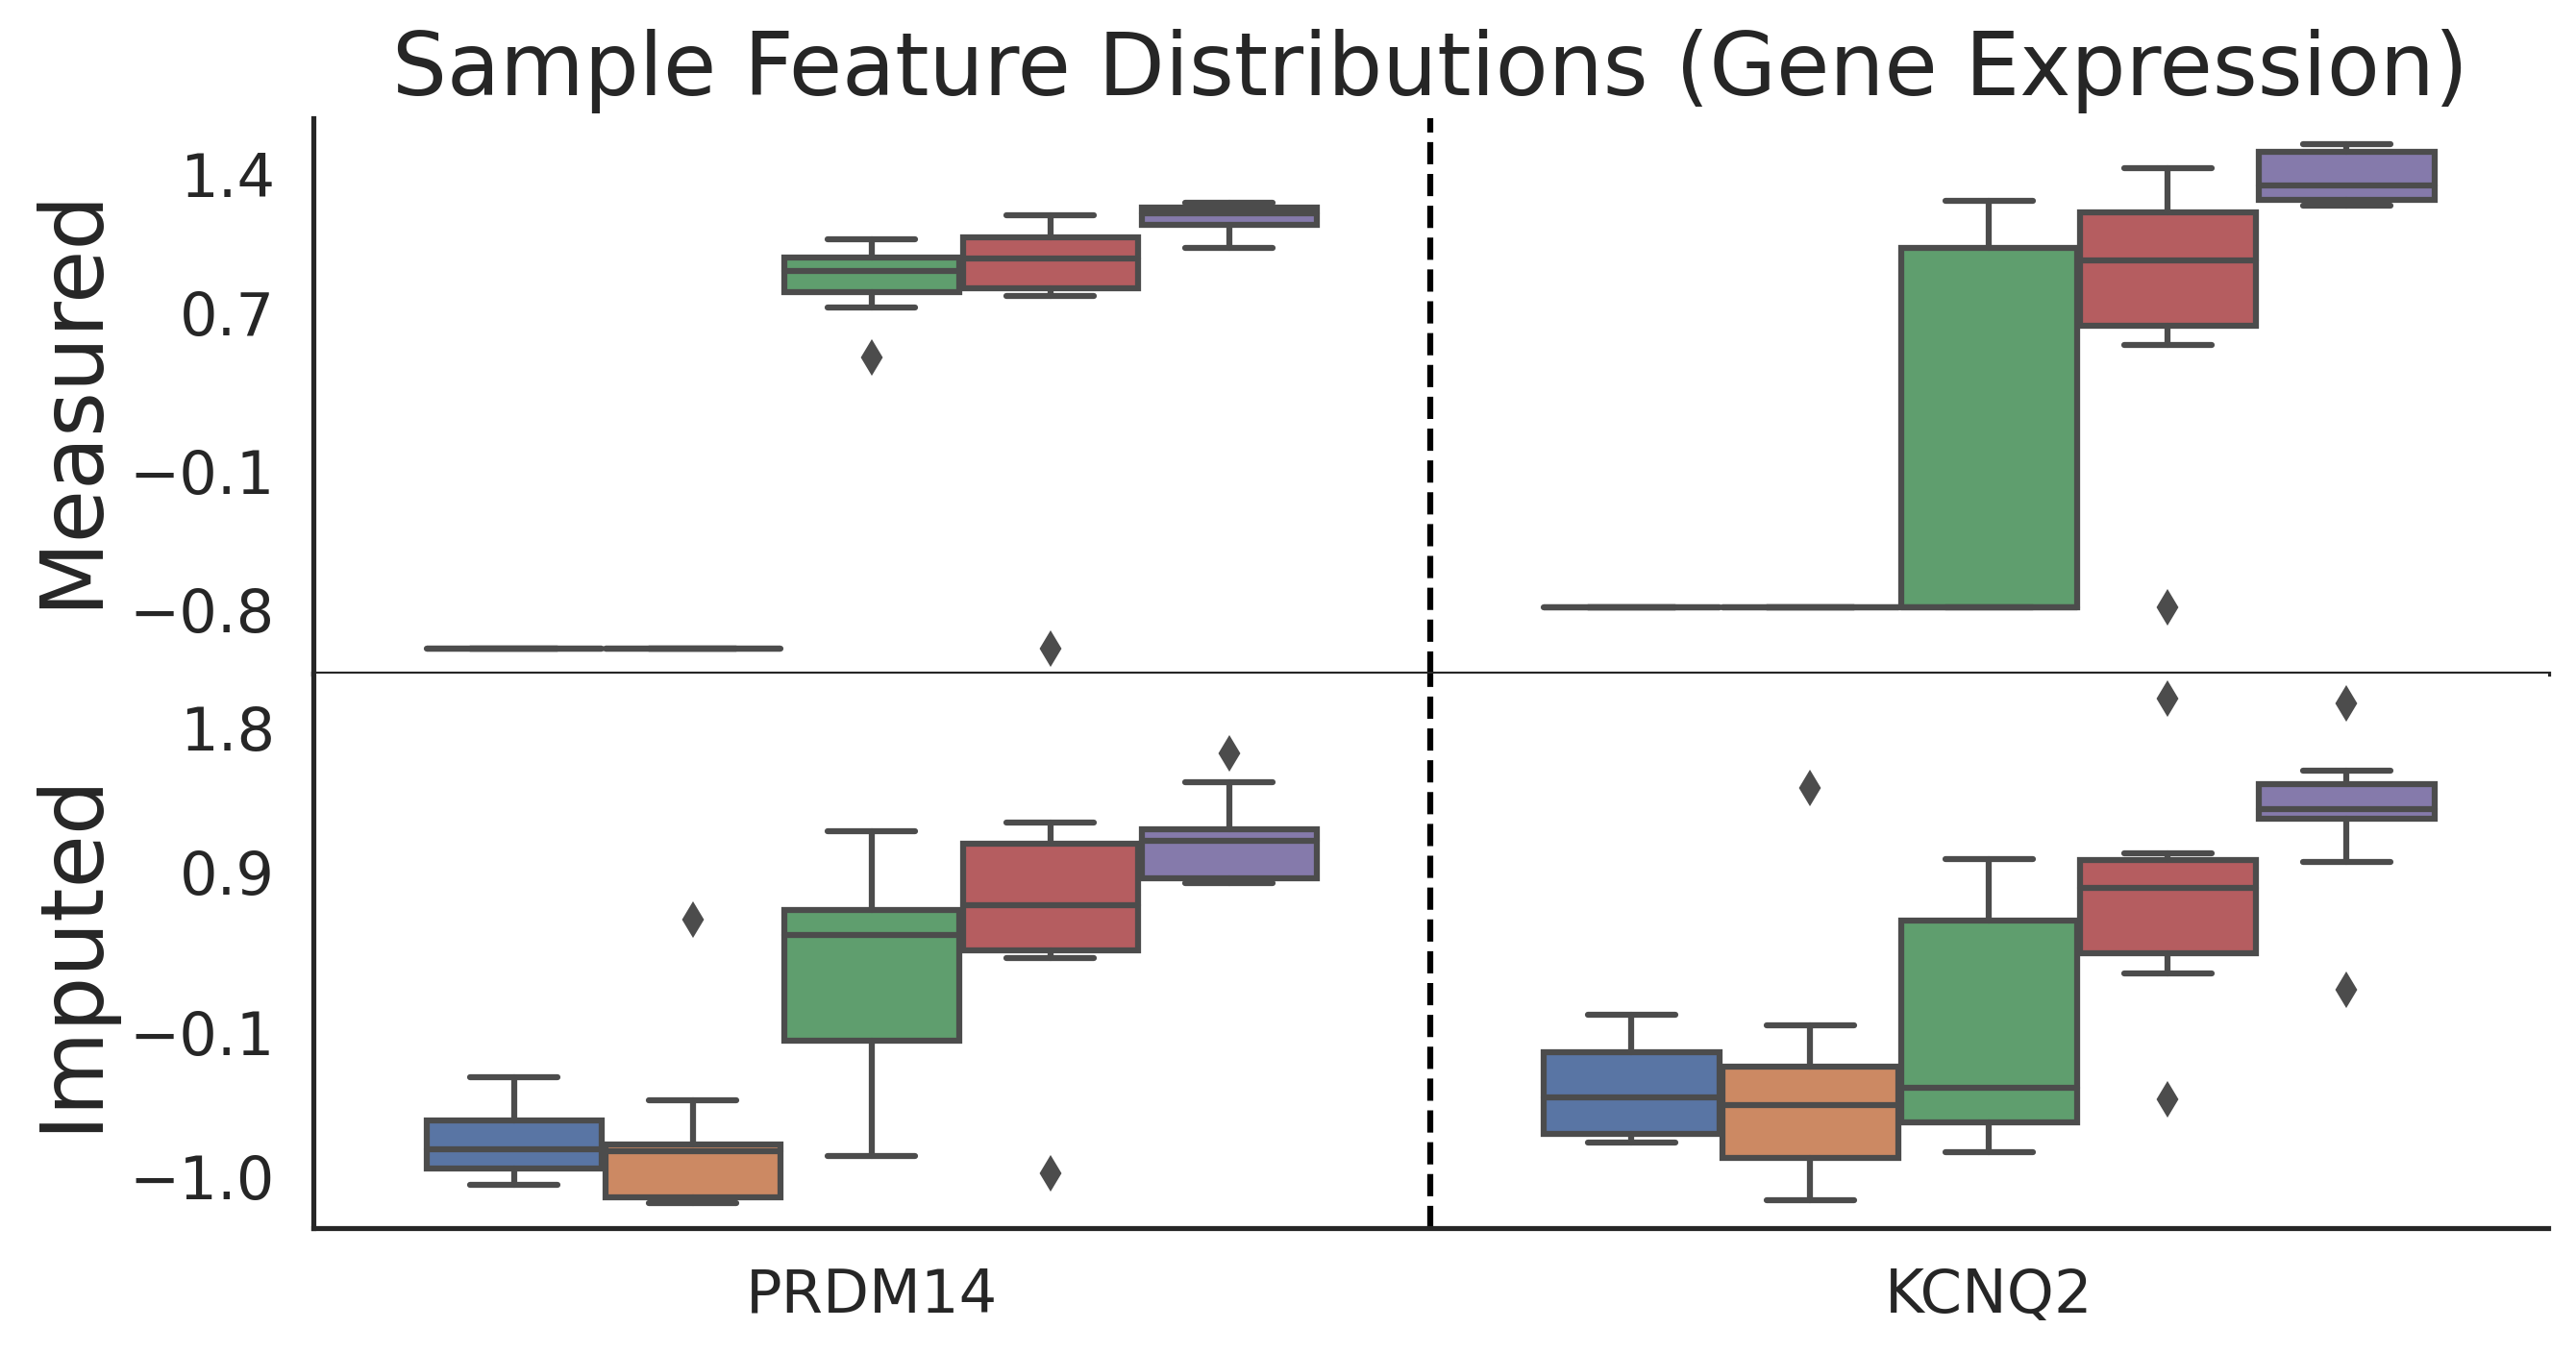 Sample Feature Distributions (Gene Expression)
Measured
1.4
0.7
−0.1
−0.8
Imputed
1.8
0.9
−0.1
−1.0
PRDM14
KCNQ2